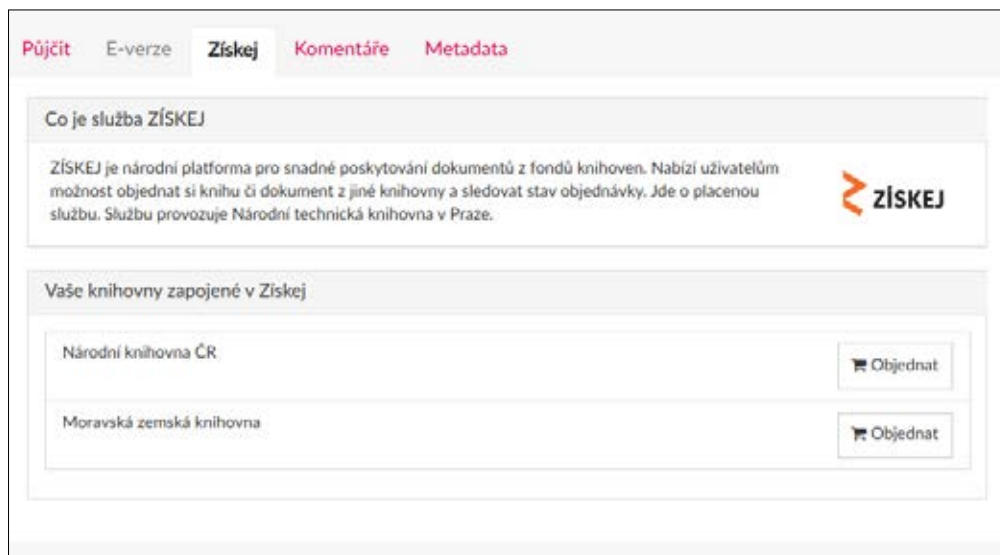 Půjčit E-verze Získej Komentáře Metadata
Co je služba ZÍSKEJ
ZÍSKEJ je národní platforma pro snadné poskytování dokumentů z fondů knihoven. Nabízí uživatelům
možnost objednat si knihu či dokument z jiné knihovny a sledovat stav objednávky. Jde o placenou
službu. Službu provozuje Národní technická knihovna v Praze.
ZÍSKEJ
Vaše knihovny zapojené v Získej
Národní knihovna ČR
Objednat
Moravská zemská knihovna
Objednat